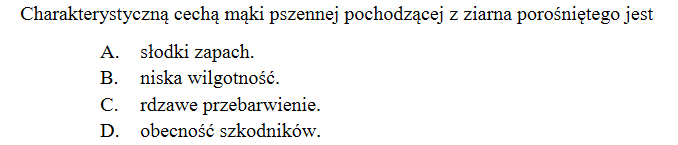 Charakterystyczną cechą mąki pszennej pochodzącej z ziarna porośniętego jest
A. słodki zapach.
B. niska wilgotność.
C. rdzawe przebarwienie.
D. obecność szkodników.